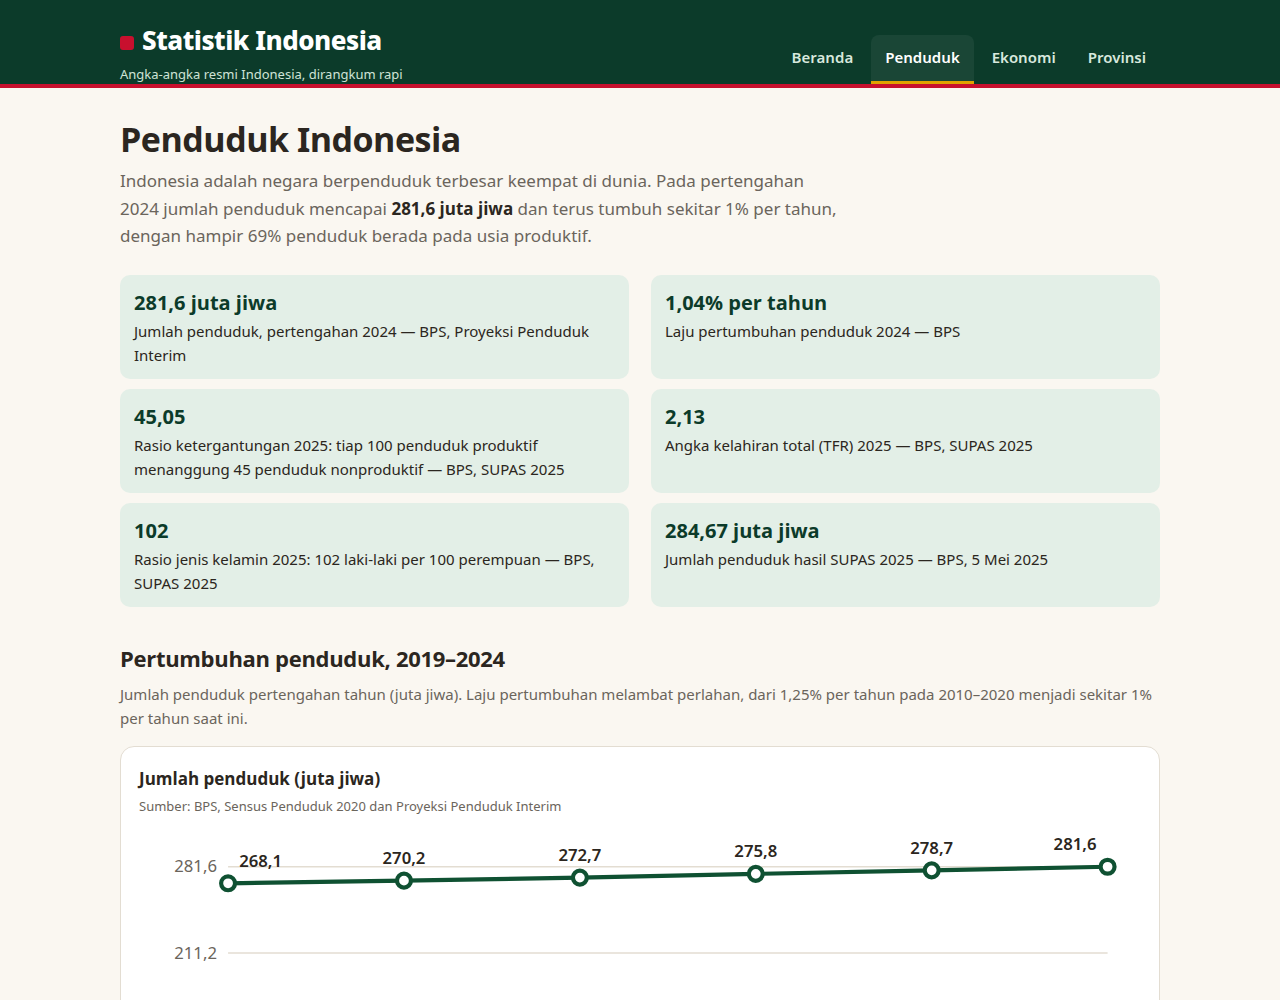 Statistik Indonesia
Angka-angka resmi Indonesia, dirangkum rapi
Beranda Penduduk Ekonomi Provinsi
Penduduk Indonesia
Indonesia adalah negara berpenduduk terbesar keempat di dunia. Pada pertengahan
2024 jumlah penduduk mencapai 281,6 juta jiwa dan terus tumbuh sekitar 1% per tahun,
dengan hampir 69% penduduk berada pada usia produktif.
281,6 juta jiwa
Jumlah penduduk, pertengahan 2024 — BPS, Proyeksi Penduduk
Interim
1,04% per tahun
Laju pertumbuhan penduduk 2024 — BPS
45,05
Rasio ketergantungan 2025: tiap 100 penduduk produktif
menanggung 45 penduduk nonproduktif — BPS, SUPAS 2025
2,13
Angka kelahiran total (TFR) 2025 — BPS, SUPAS 2025
102
Rasio jenis kelamin 2025: 102 laki-laki per 100 perempuan — BPS,
SUPAS 2025
284,67 juta jiwa
Jumlah penduduk hasil SUPAS 2025 — BPS, 5 Mei 2025
Pertumbuhan penduduk, 2019–2024
Jumlah penduduk pertengahan tahun (juta jiwa). Laju pertumbuhan melambat perlahan, dari 1,25% per tahun pada 2010–2020 menjadi sekitar 1%
per tahun saat ini.
Jumlah penduduk (juta jiwa)
Sumber: BPS, Sensus Penduduk 2020 dan Proyeksi Penduduk Interim
281,6 268,1 270,2 272,7 275,8 278,7 281,6
211,2